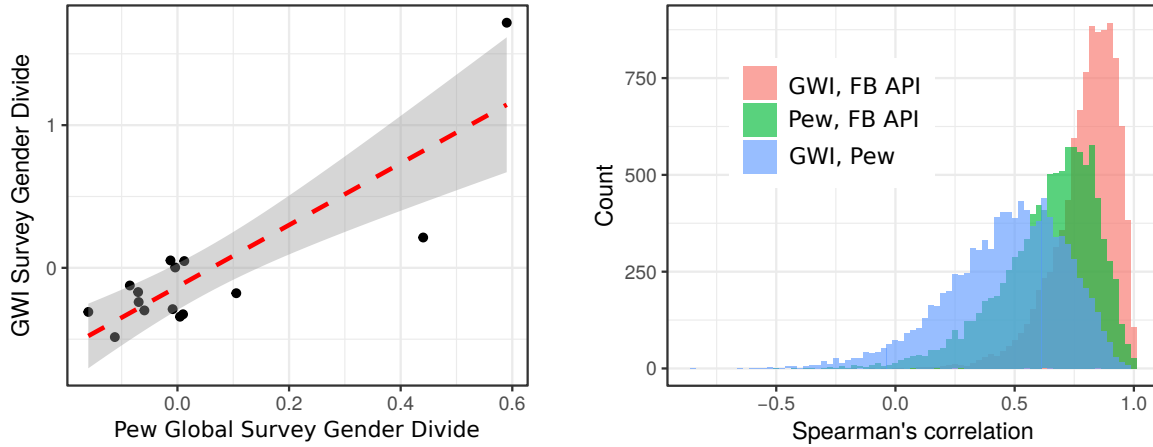 GWI Survey Gender Divide
1
0
0.0
0.2
0.4
0.6
Pew Global Survey Gender Divide
Count
750
500
250
0
GWI, FB API
Pew, FB API
GWI, Pew
−0.5
0.0
0.5
1.0
Spearman's correlation